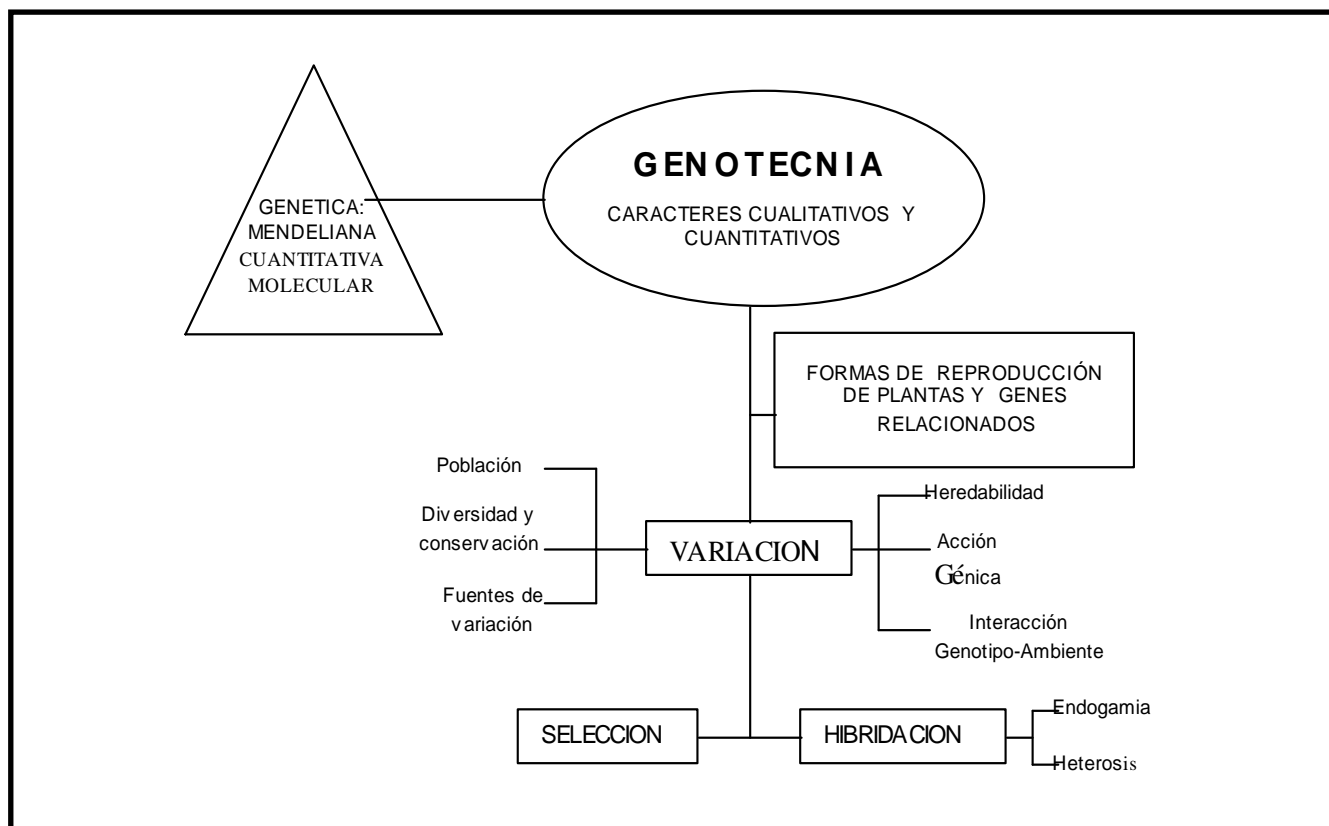 GENOTECNIA
CARACTERES CUALITATIVOS Y
CUANTITATIVOS
GENETICA:
MENDELIANA
CUANTITATIVA
MOLECULAR
FORMAS DE REPRODUCCIÓN
DE PLANTAS Y GENES
RELACIONADOS
Población
Diversidad y
conservación
Fuentes de
variación
VARIACION
Heredabilidad
Acción
Génica
Interacción
Genotipo-Ambiente
SELECCION
HIBRIDACION
Endogamia
Heterosis